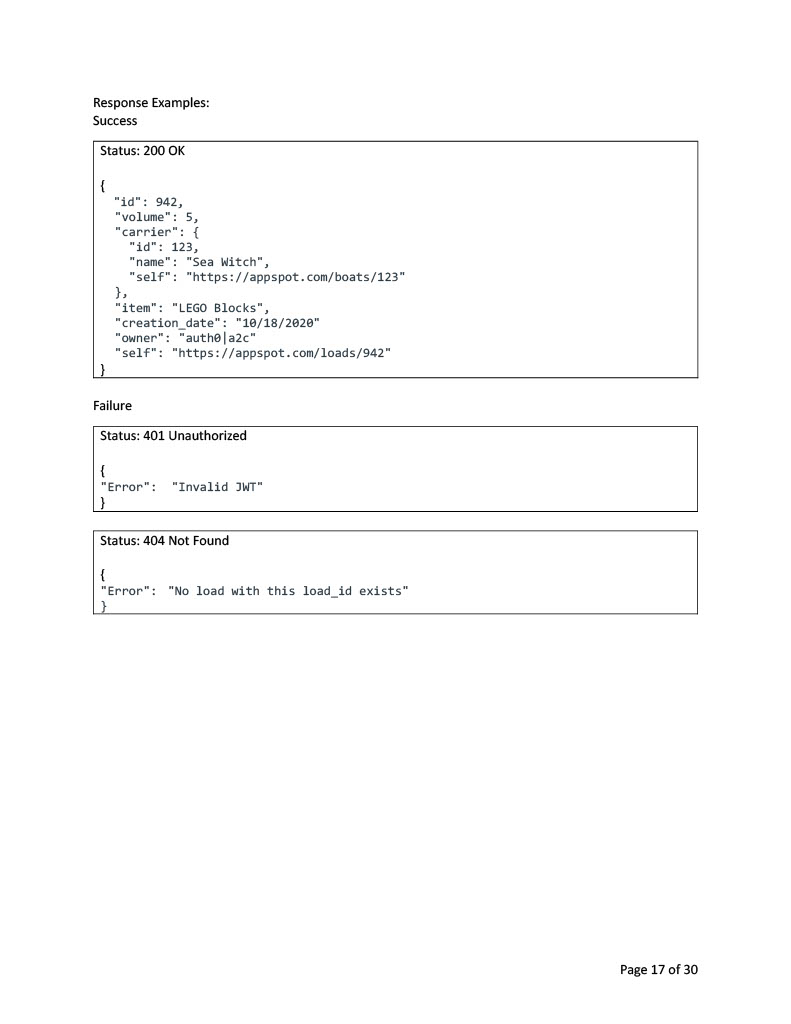 Response Examples:
Success
Status: 200 OK
{
  "id": 942,
  "volume": 5,
  "carrier": {
    "id": 123,
    "name": "Sea Witch",
    "self": "https://appspot.com/boats/123"
  },
  "item": "LEGO Blocks",
  "creation_date": "10/18/2020"
  "owner": "auth0|a2c"
  "self": "https://appspot.com/loads/942"
}
Failure
Status: 401 Unauthorized
{
"Error":  "Invalid JWT"
}
Status: 404 Not Found
{
"Error": "No load with this load_id exists"
}
Page 17 of 30